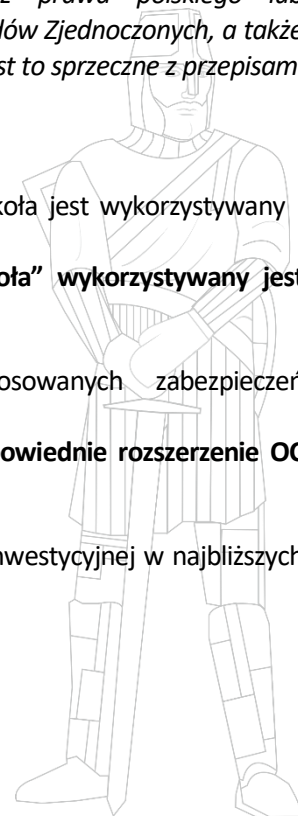 z prawa polskiego lub
dów Zjednoczonych, a także
st to sprzeczne z przepisam
koła jest wykorzystywany
oła” wykorzystywany jest
osowanych zabezpieczeń
powiednie rozszerzenie OC
nwestycyjnej w najbliższych